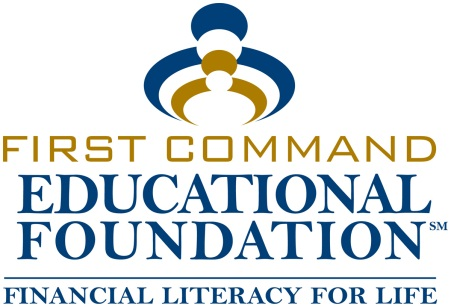 FIRST COMMAND
EDUCATIONAL
FOUNDATION℠
FINANCIAL LITERACY FOR LIFE